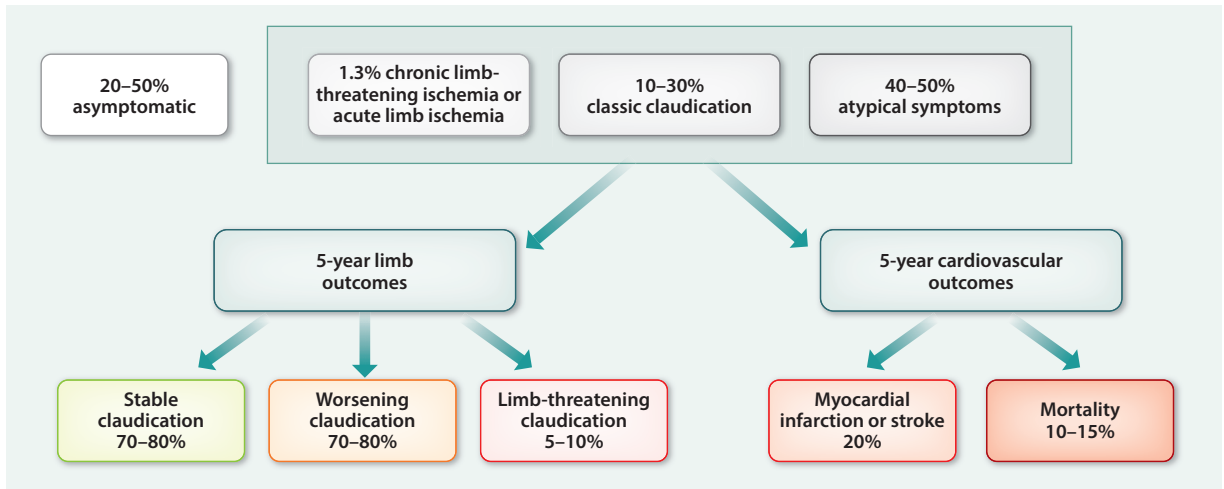 20–50%
asymptomatic
1.3% chronic limb-
threatening ischemia or
acute limb ischemia
10–30%
classic claudication
40–50%
atypical symptoms
5-year limb
outcomes
5-year cardiovascular
outcomes
Stable
claudication
70–80%
Worsening
claudication
70–80%
Limb-threatening
claudication
5–10%
Myocardial
infarction or stroke
20%
Mortality
10–15%